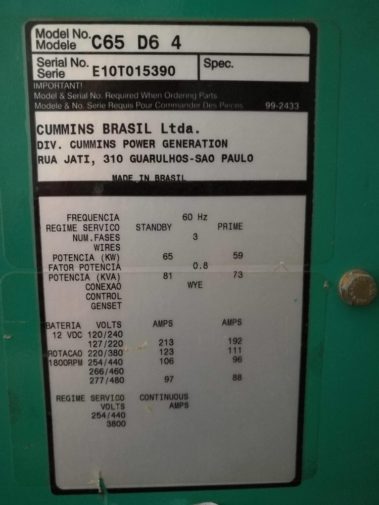 Model No.
Modele C65 D6 4
Serial No. Spec.
Serie E10T015390
IMPORTANT!
Model & Serial No. Required When Ordering Parts
Modele & No. Serie Requis Pour Commander Des Pieces 99-2433
CUMMINS BRASIL Ltda.
DIV. CUMMINS POWER GENERATION
RUA JATI, 310 GUARULHOS-SAO PAULO
MADE IN BRASIL
FREQUENCIA 60 Hz
REGIME SERVICO STANDBY PRIME
NUM.FASES 3
WIRES
POTENCIA (KW) 65 59
FATOR POTENCIA 0.8
POTENCIA (KVA) 81 73
CONEXAO WYE
CONTROL
GENSET
BATERIA VOLTS AMPS AMPS
12 VDC 120/240
127/220 213 192
ROTACAO 220/380 123 111
1800RPM 254/440 106 96
266/460
277/480 97 88
REGIME SERVICO CONTINUOUS
VOLTS AMPS
254/440
3800